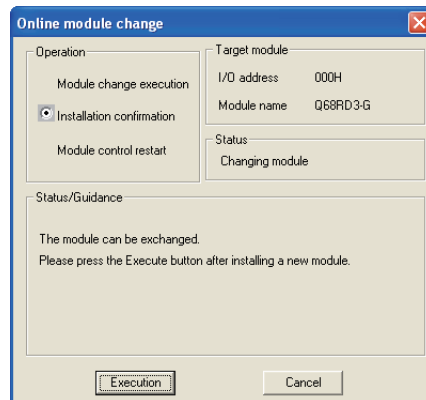 Online module change
Operation
Module change execution
Installation confirmation
Module control restart
Target module
I/O address 000H
Module name Q68RD3-G
Status
Changing module
Status/Guidance
The module can be exchanged.
Please press the Execute button after installing a new module.
Execution Cancel